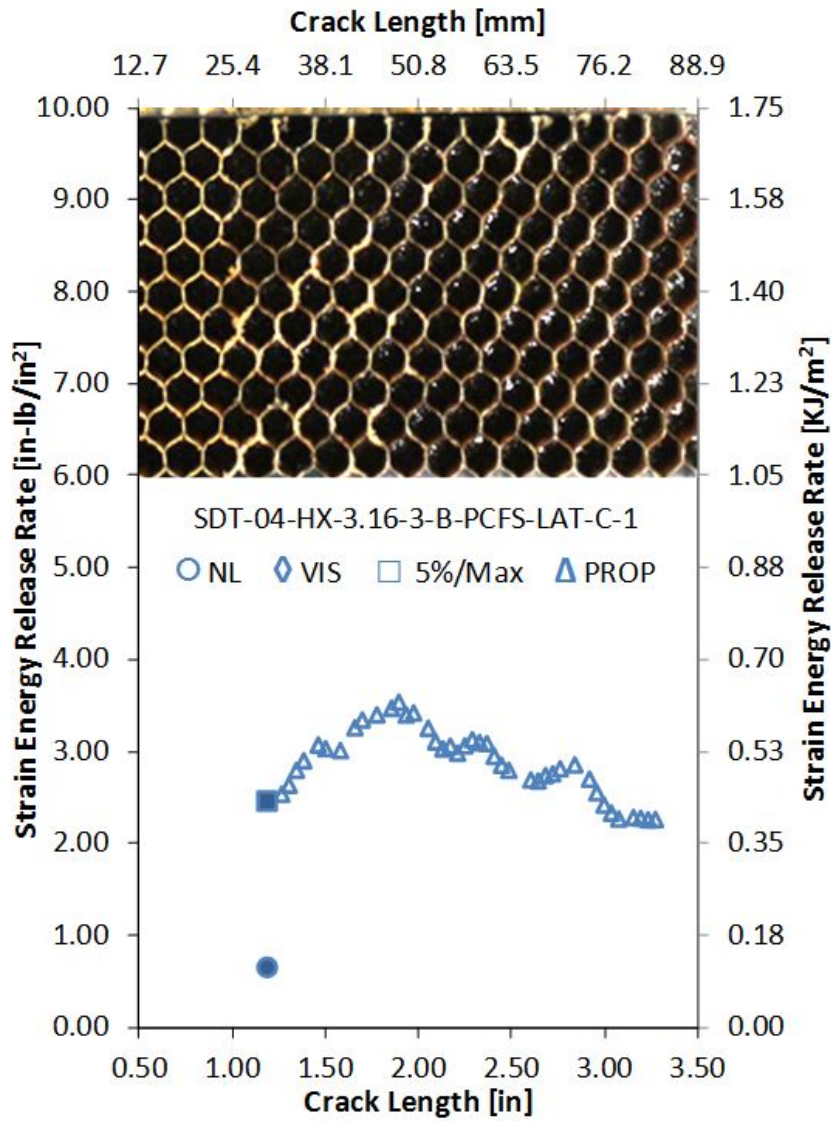 Crack Length [mm]
12.7 25.4 38.1 50.8 63.5 76.2 88.9
10.00 1.75
9.00 1.58
8.00 1.40
7.00 1.23
6.00 1.05
SDT-04-HX-3.16-3-B-PCFS-LAT-C-1
NL VIS 5%/Max PROP
5.00 0.88
4.00 0.70
3.00 0.53
2.00 0.35
1.00 0.18
0.00 0.00
Strain Energy Release Rate [in-lb/in²]
Strain Energy Release Rate [KJ/m²]
0.50 1.00 1.50 2.00 2.50 3.00 3.50
Crack Length [in]